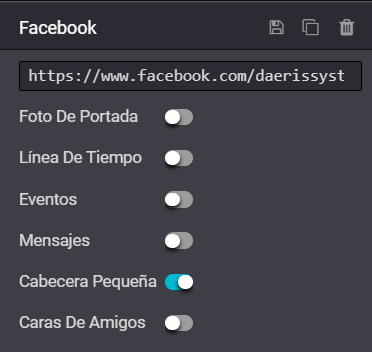 Facebook
https://www.facebook.com/daerissyst
Foto De Portada
Línea De Tiempo
Eventos
Mensajes
Cabecera Pequeña
Caras De Amigos